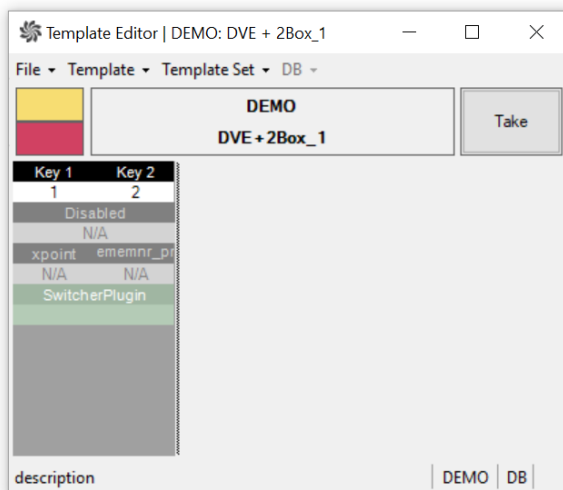 Template Editor | DEMO: DVE + 2Box_1
File Template Template Set DB
DEMO
DVE+2Box_1
Take
Key 1 Key 2
1 2
Disabled
N/A
xpoint ememnr_pr
N/A N/A
SwitcherPlugin
description DEMO DB